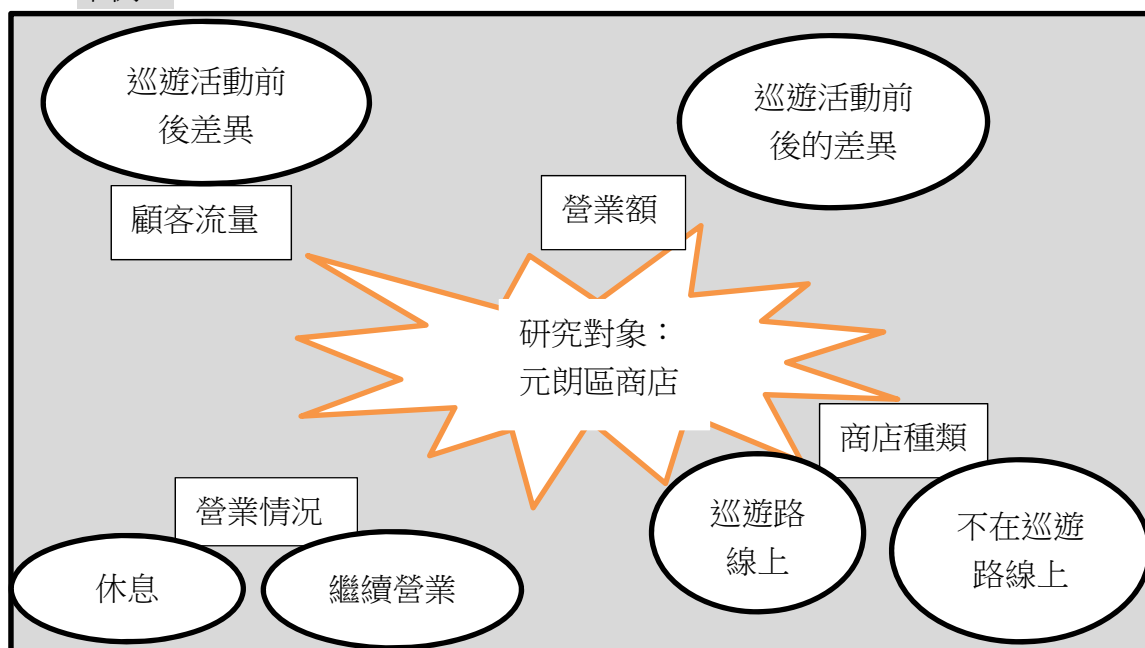 巡遊活動前
後差異
巡遊活動前
後的差異
顧客流量
營業額
研究對象：
元朗區商店
商店種類
營業情況
巡遊路
線上
不在巡遊
路線上
休息
繼續營業